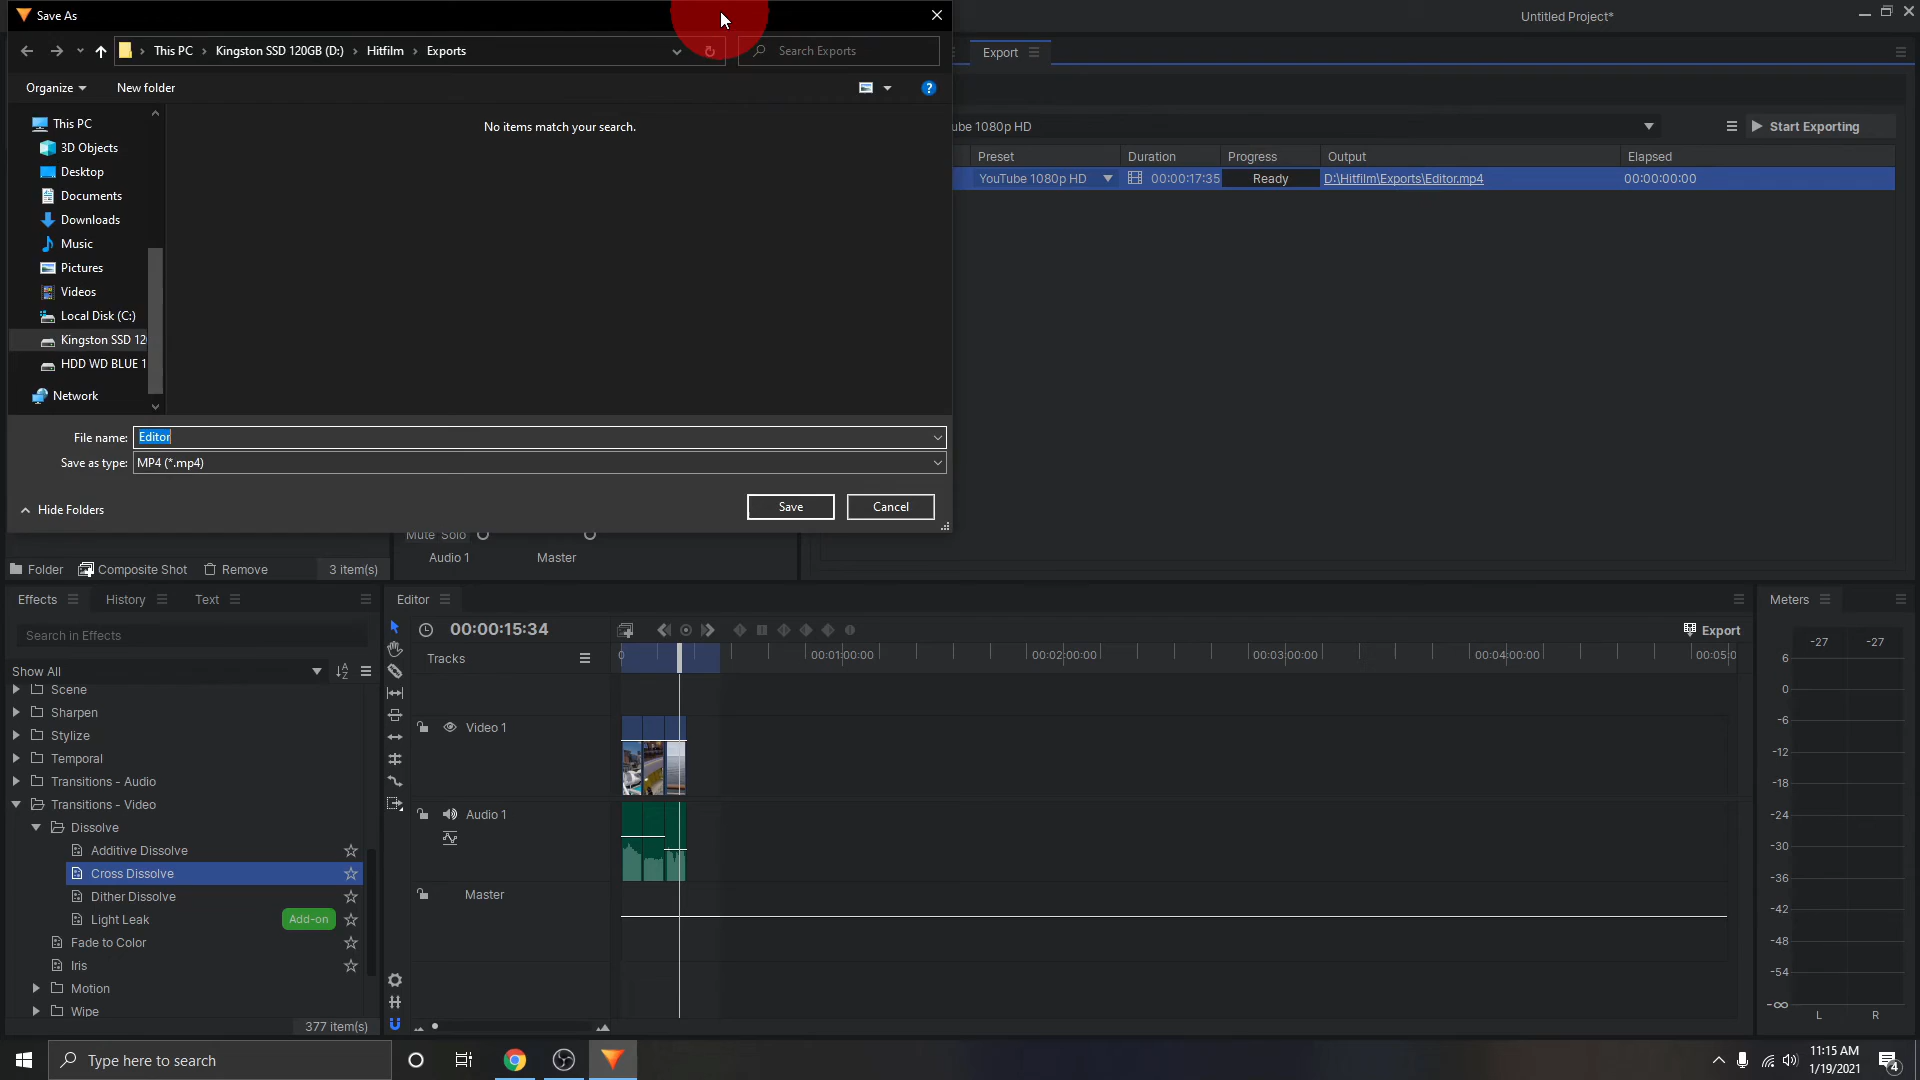 Save As
Untitled Project*
This PC
Kingston SSD 120GB (D:)
Hitfilm
Exports
Search Exports
Export
Organize
New folder
This PC
3D Objects
Desktop
Documents
Downloads
Music
Pictures
Videos
Local Disk (C:)
Kingston SSD 12
HDD WD BLUE 1
Network
No items match your search.
File name: Editor
Save as type: MP4 (*.mp4)
Hide Folders
Save
Cancel
ube 1080p HD
Start Exporting
Preset Duration Progress Output Elapsed
YouTube 1080p HD 00:00:17:35 Ready D:\Hitfilm\Exports\Editor.mp4 00:00:00:00
Mute Solo
Audio 1 Master
Folder Composite Shot Remove 3 item(s)
Effects History Text
Search in Effects
Show All
Scene
Sharpen
Stylize
Temporal
Transitions - Audio
Transitions - Video
Dissolve
Additive Dissolve
Cross Dissolve
Dither Dissolve
Light Leak Add-on
Fade to Color
Iris
Motion
Wipe
377 item(s)
Editor
00:00:15:34
Export
Tracks
0 00:01:00:00 00:02:00:00 00:03:00:00 00:04:00:00 00:05:0
Video 1
Audio 1
Master
Meters
-27 -27
6
0
-6
-12
-18
-24
-30
-36
-42
-48
-54
-∞
L R
Type here to search
11:15 AM
1/19/2021
4